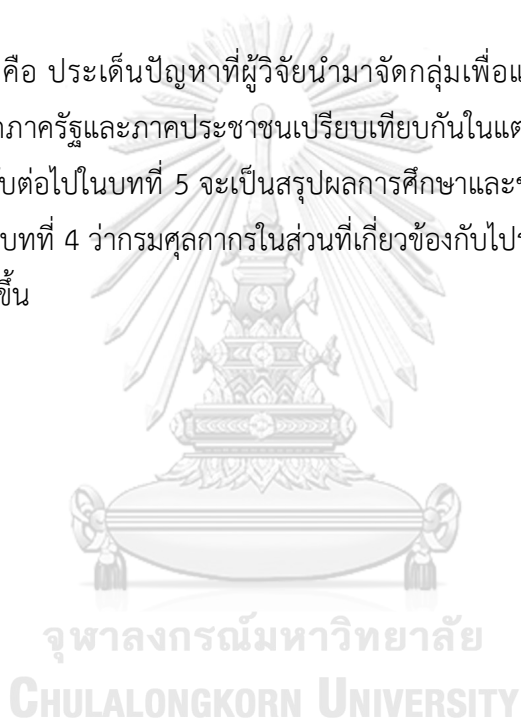 คือ ประเด็นปัญหาที่ผู้วิจัยนำมาจัดกลุ่มเพื่อแ
ภาครัฐและภาคประชาชนเปรียบเทียบกันในแต
ต่อไปในบทที่ 5 จะเป็นสรุปผลการศึกษาและข
บทที่ 4 ว่ากรมศุลกากรในส่วนที่เกี่ยวข้องกับไปร
ขึ้น
จุฬาลงกรณ์มหาวิทยาลัย
CHULALONGKORN UNIVERSITY